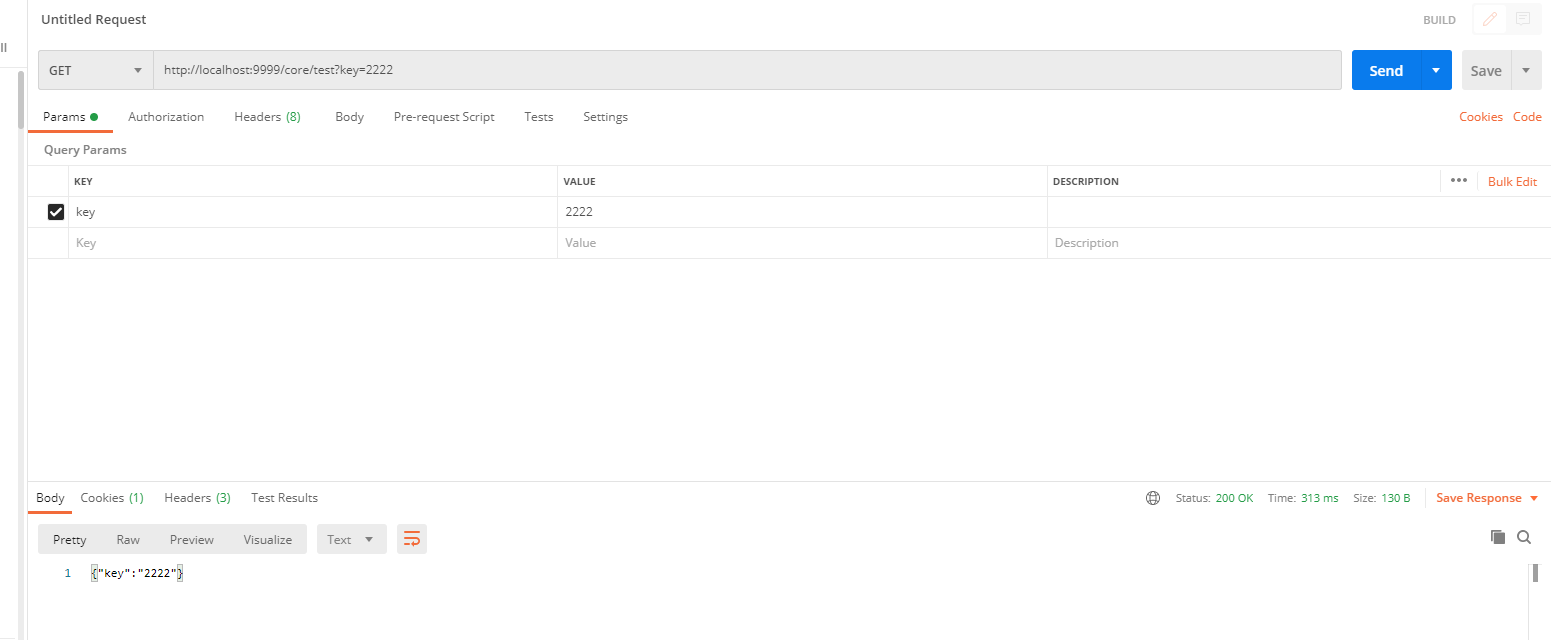 Untitled Request
BUILD
ll
GET
http://localhost:9999/core/test?key=2222
Send
Save
Params
Authorization
Headers (8)
Body
Pre-request Script
Tests
Settings
Cookies
Code
Query Params
KEY
VALUE
DESCRIPTION
•••
Bulk Edit
key
2222
Key
Value
Description
Body
Cookies (1)
Headers (3)
Test Results
Status: 200 OK
Time: 313 ms
Size: 130 B
Save Response
Pretty
Raw
Preview
Visualize
Text
1
{"key":"2222"}